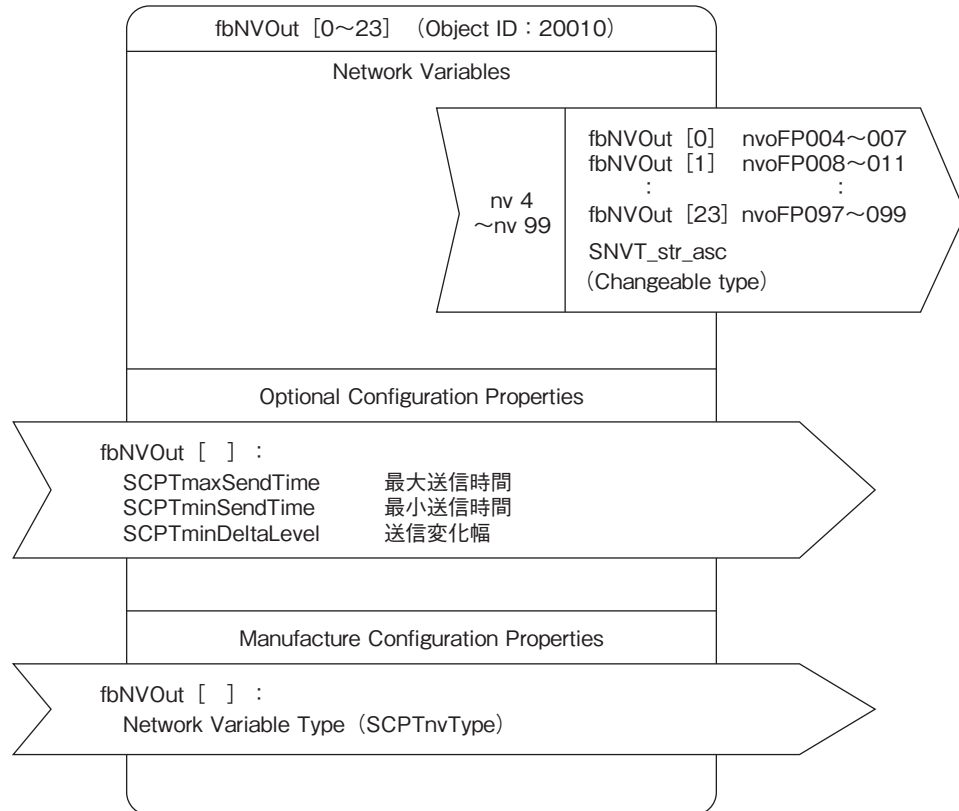 fbNVOut［0～23］（Object ID：20010）
Network Variables
nv 4
～nv 99
fbNVOut［0］ nvoFP004～007
fbNVOut［1］ nvoFP008～011
： ：
fbNVOut［23］nvoFP097～099
SNVT_str_asc
（Changeable type）
Optional Configuration Properties
fbNVOut［ ］：
SCPTmaxSendTime 最大送信時間
SCPTminSendTime 最小送信時間
SCPTminDeltaLevel 送信変化幅
Manufacture Configuration Properties
fbNVOut［ ］：
Network Variable Type（SCPTnvType）